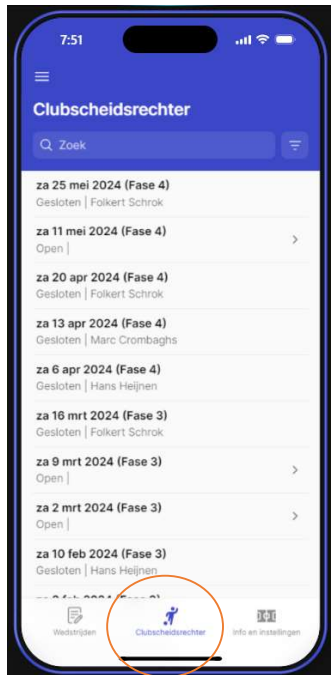 7:51
Clubscheidsrechter
Zoek
za 25 mei 2024 (Fase 4)
Gesloten | Folkert Schrok
za 11 mei 2024 (Fase 4)
Open |
za 20 apr 2024 (Fase 4)
Gesloten | Folkert Schrok
za 13 apr 2024 (Fase 4)
Gesloten | Marc Crombaghs
za 6 apr 2024 (Fase 4)
Gesloten | Hans Heijnen
za 16 mrt 2024 (Fase 3)
Gesloten | Folkert Schrok
za 9 mrt 2024 (Fase 3)
Open |
za 2 mrt 2024 (Fase 3)
Open |
za 10 feb 2024 (Fase 3)
Gesloten | Hans Heijnen
Wedstrijden Clubscheidsrechter Info en instellingen